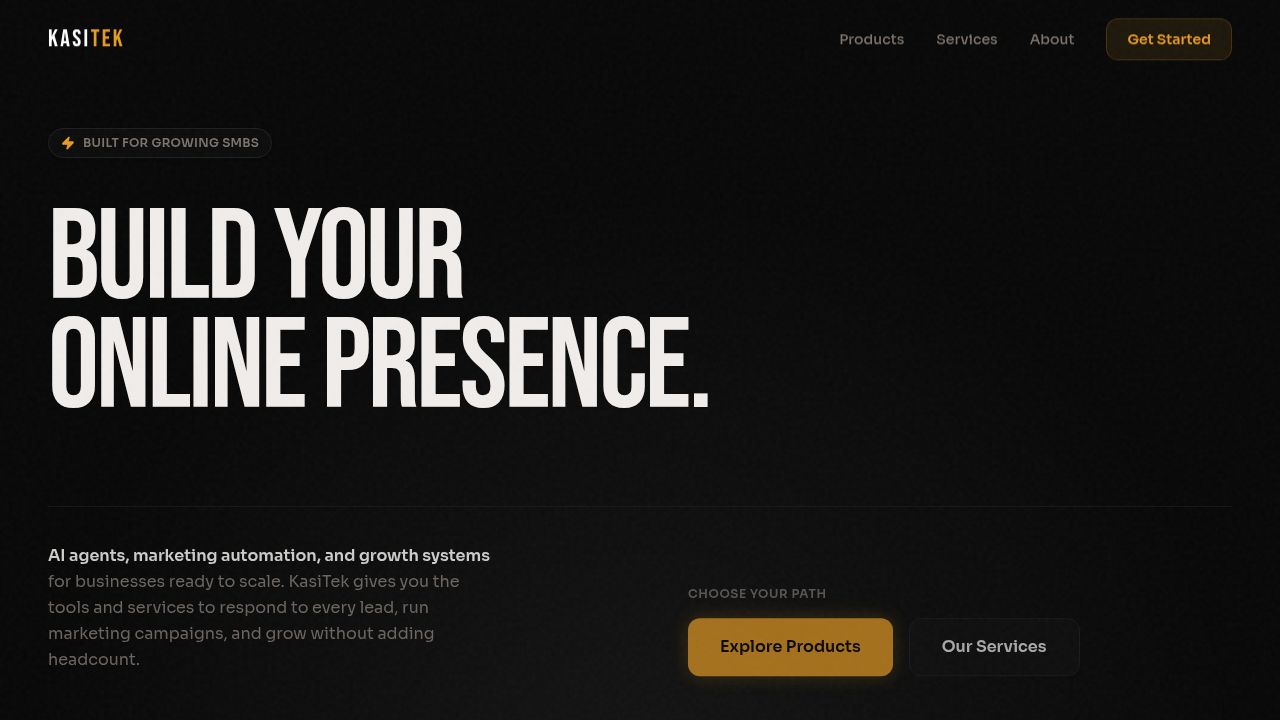 KASITEK
Products
Services
About
Get Started
BUILT FOR GROWING SMBS
BUILD YOUR
ONLINE PRESENCE.
AI agents, marketing automation, and growth systems
for businesses ready to scale. KasiTek gives you the
tools and services to respond to every lead, run
marketing campaigns, and grow without adding
headcount.
CHOOSE YOUR PATH
Explore Products
Our Services